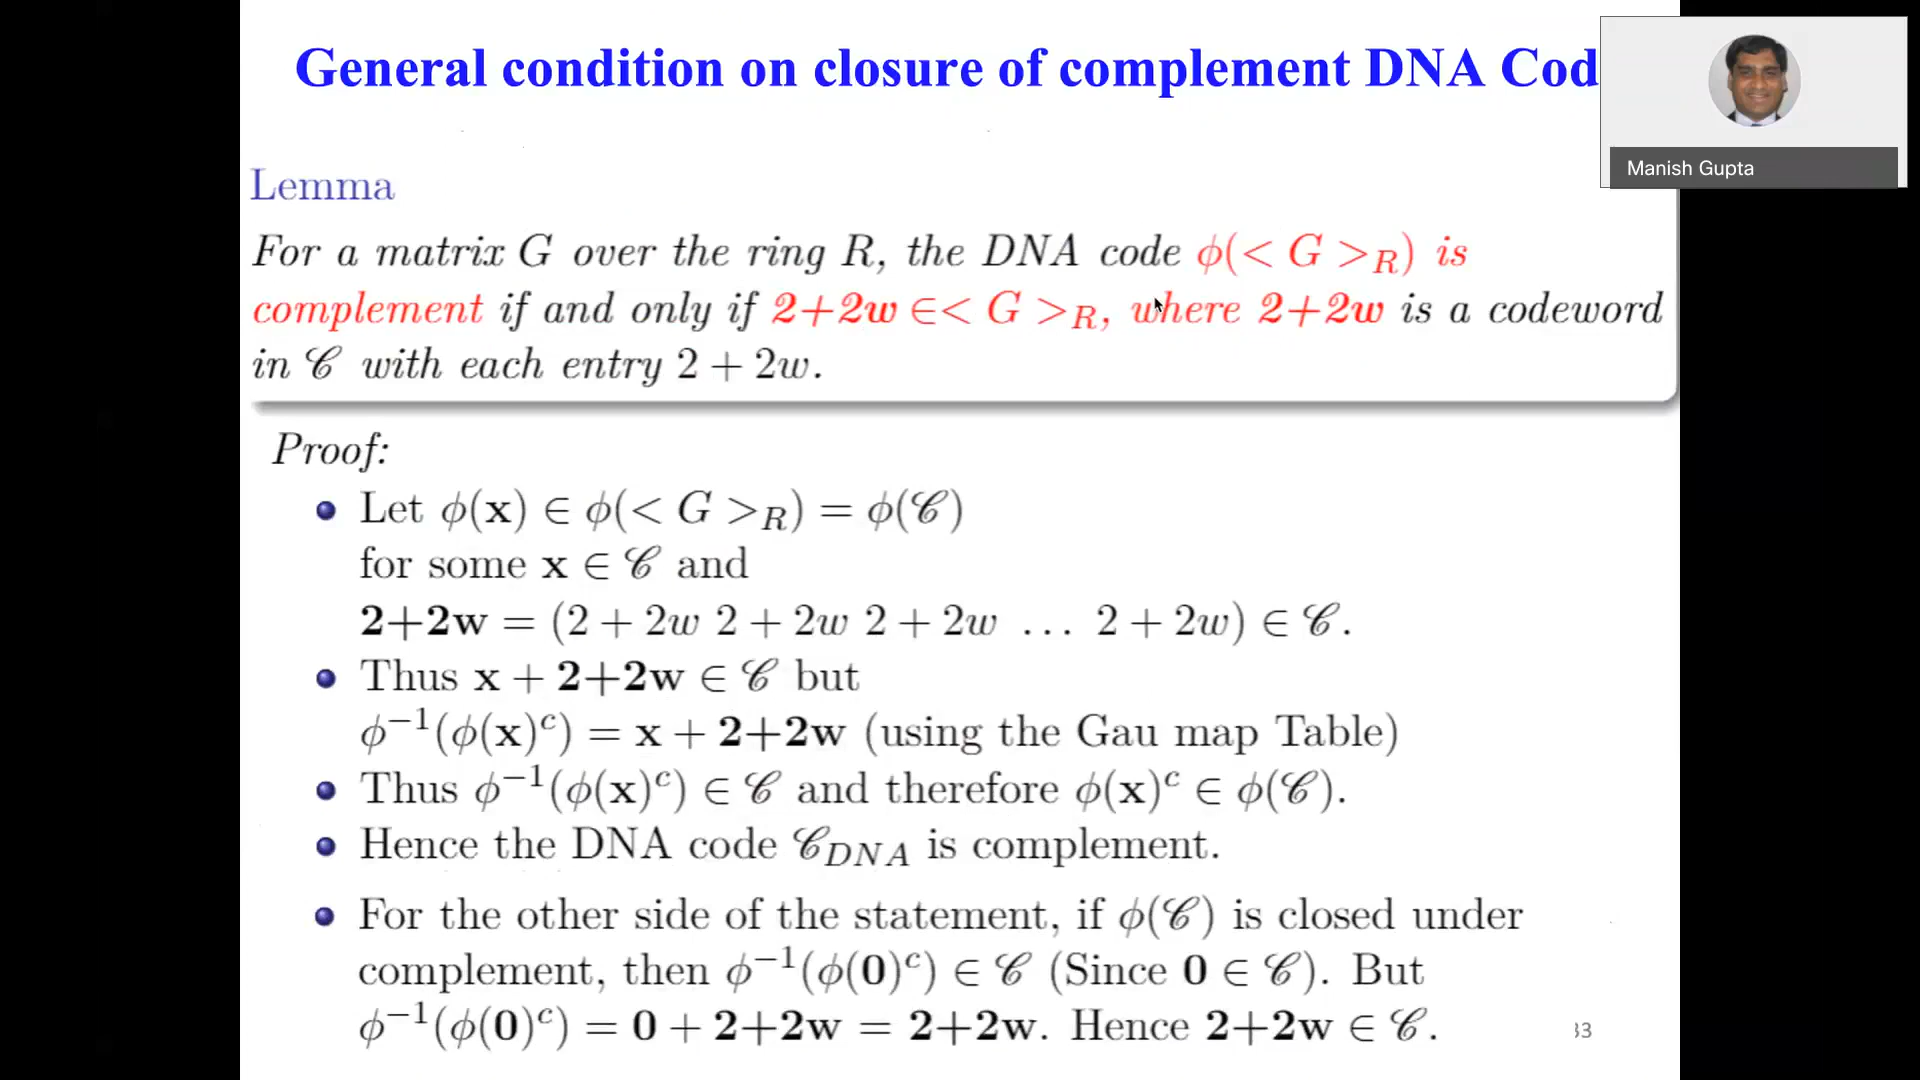 General condition on closure of complement DNA Cod
Manish Gupta
Lemma
For a matrix G over the ring R, the DNA code ϕ(< G >_R) is
complement if and only if 2+2w ∈< G >_R, where 2+2w is a codeword
in 𝒞 with each entry 2 + 2w.
Proof:
Let ϕ(x) ∈ ϕ(< G >_R) = ϕ(𝒞)
for some x ∈ 𝒞 and
2+2w = (2 + 2w 2 + 2w 2 + 2w … 2 + 2w) ∈ 𝒞.
Thus x + 2+2w ∈ 𝒞 but
ϕ⁻¹(ϕ(x)ᶜ) = x + 2+2w (using the Gau map Table)
Thus ϕ⁻¹(ϕ(x)ᶜ) ∈ 𝒞 and therefore ϕ(x)ᶜ ∈ ϕ(𝒞).
Hence the DNA code 𝒞_DNA is complement.
For the other side of the statement, if ϕ(𝒞) is closed under
complement, then ϕ⁻¹(ϕ(0)ᶜ) ∈ 𝒞 (Since 0 ∈ 𝒞). But
ϕ⁻¹(ϕ(0)ᶜ) = 0 + 2+2w = 2+2w. Hence 2+2w ∈ 𝒞.
33